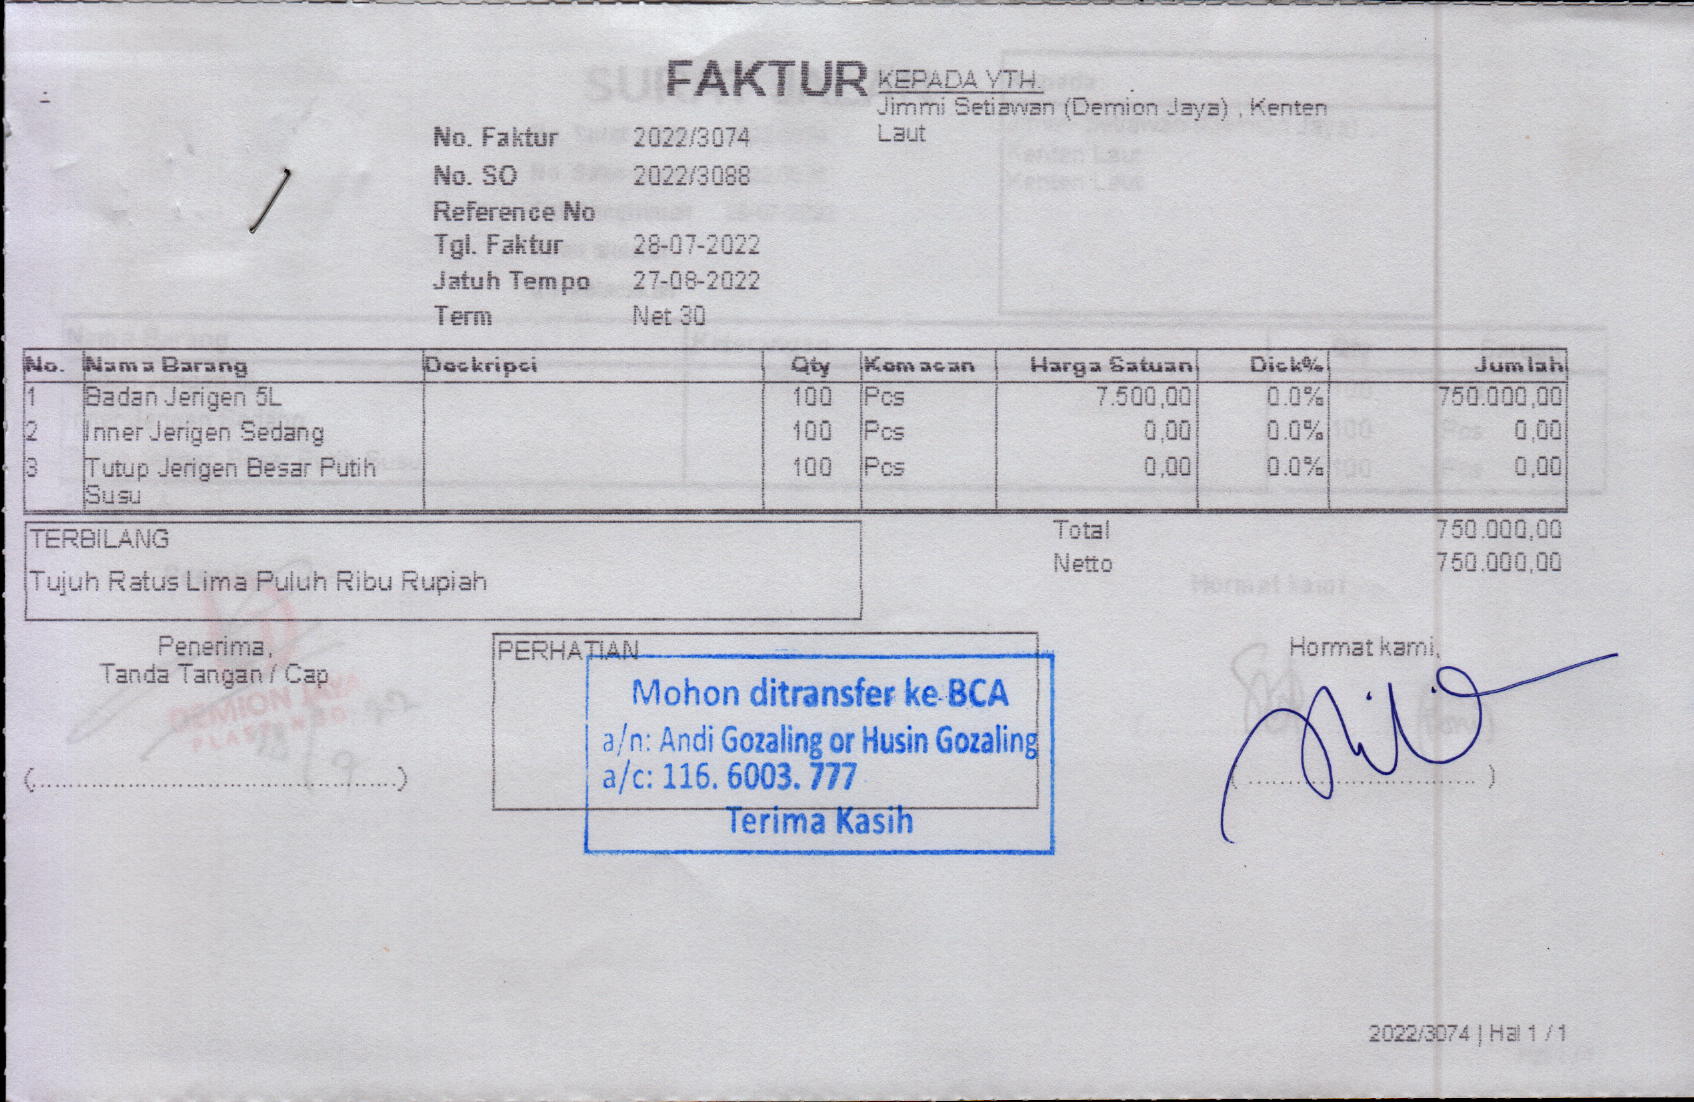 FAKTUR
KEPADA YTH.
Jimmi Setiawan (Demion Jaya) , Kenten
Laut
No. Faktur 2022/3074
No. SO 2022/3088
Reference No
Tgl. Faktur 28-07-2022
Jatuh Tempo 27-08-2022
Term Net 30
No. Nama Barang Deskripsi Qty Kemasan Harga Satuan Disk% Jumlah
1 Badan Jerigen 5L 100 Pcs 7.500,00 0.0% 750.000,00
2 Inner Jerigen Sedang 100 Pcs 0,00 0.0% 0,00
3 Tutup Jerigen Besar Putih 100 Pcs 0,00 0.0% 0,00
Susu
TERBILANG
Tujuh Ratus Lima Puluh Ribu Rupiah
Total 750.000,00
Netto 750.000,00
Penerima,
Tanda Tangan / Cap
DEMION JAYA
(................................................)
PERHATIAN
Mohon ditransfer ke BCA
a/n: Andi Gozaling or Husin Gozaling
a/c: 116. 6003. 777
Terima Kasih
Hormat kami,
( ............................... )
2022/3074 | Hal 1 / 1